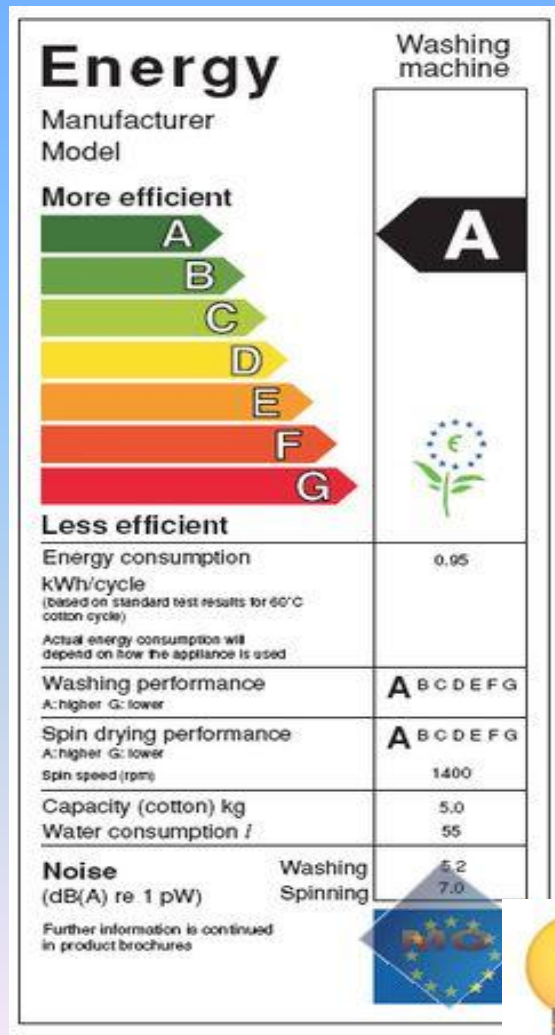 Energy
Washing
machine
Manufacturer
Model
More efficient
A
A
B
C
D
E
F
G
Less efficient
Energy consumption 0.95
kWh/cycle
(based on standard test results for 60°C
cotton cycle)
Actual energy consumption will
depend on how the appliance is used
Washing performance A B C D E F G
A: higher G: lower
Spin drying performance A B C D E F G
A: higher G: lower
Spin speed (rpm) 1400
Capacity (cotton) kg 5.0
Water consumption l 55
Noise Washing 5.2
(dB(A) re 1 pW) Spinning 7.0
Further information is continued
in product brochures